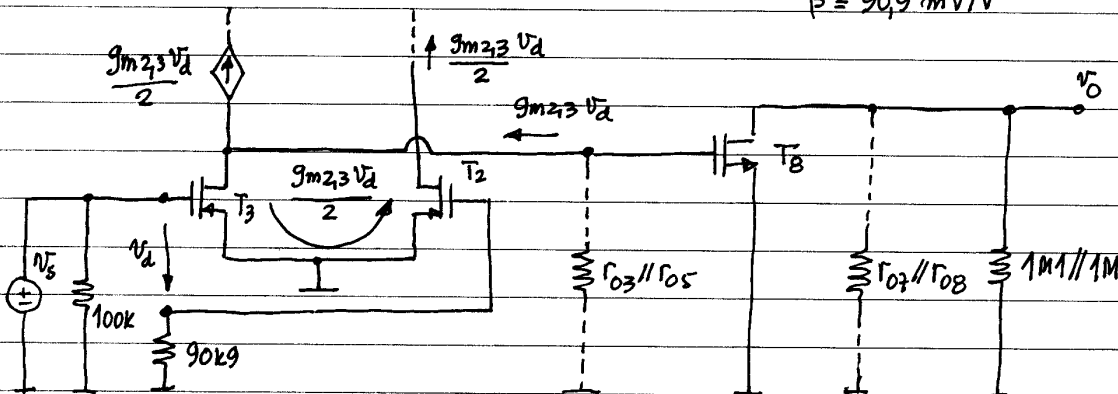 β = 90,9 mV/V
gm2,3 vd
2
gm2,3 vd
2
gm2,3 vd
vo
T8
T2
gm2,3 vd
2
T3
vs
100k
vd
90k9
ro3//ro5
ro7//ro8
1M1//1M